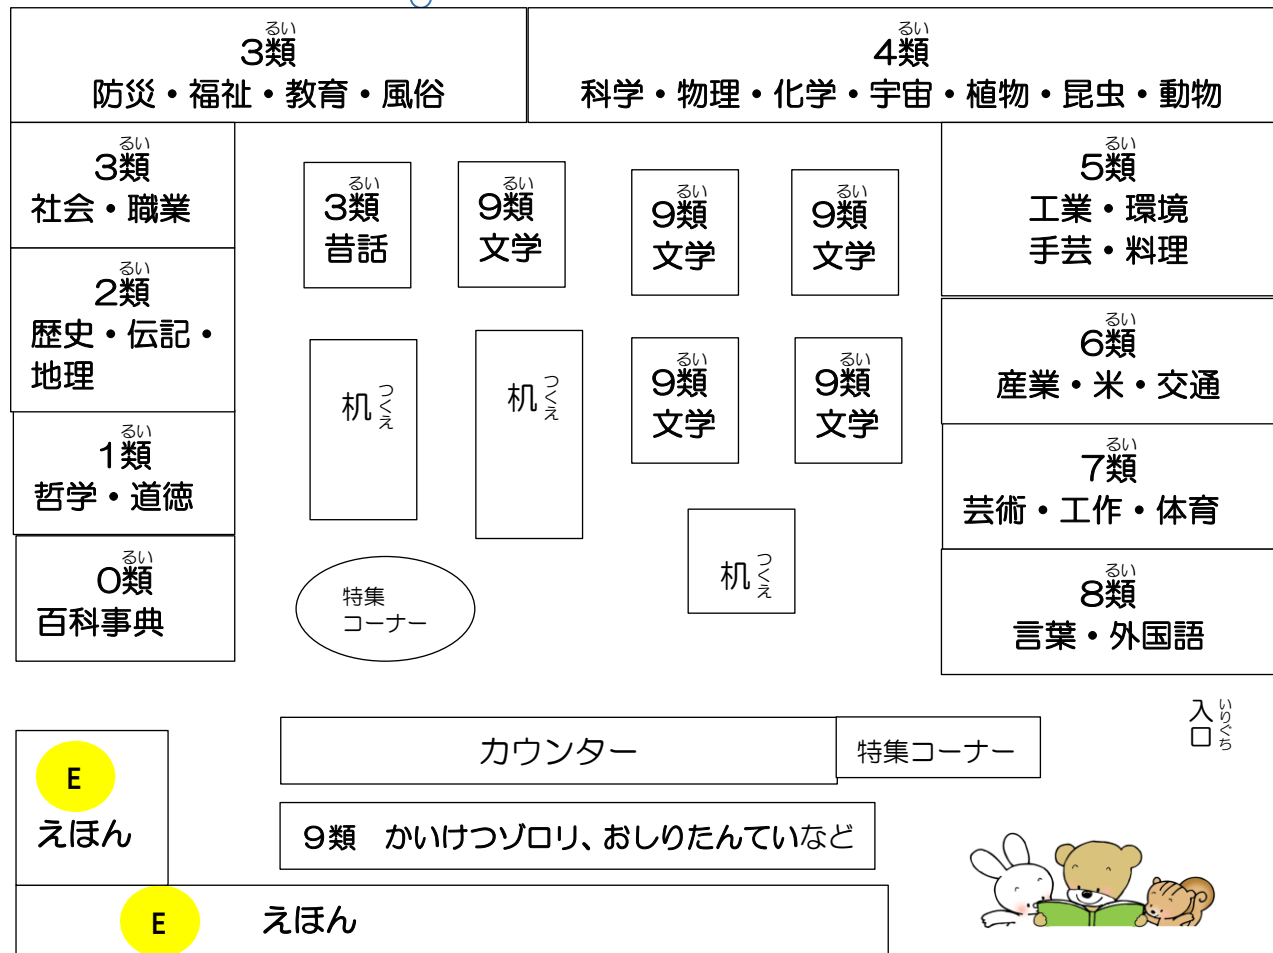 3類
るい
防災・福祉・教育・風俗
4類
るい
科学・物理・化学・宇宙・植物・昆虫・動物
3類
るい
社会・職業
3類
るい
昔話
9類
るい
文学
9類
るい
文学
9類
るい
文学
5類
るい
工業・環境
手芸・料理
2類
るい
歴史・伝記・
地理
机
つくえ
机
つくえ
9類
るい
文学
9類
るい
文学
6類
るい
産業・米・交通
1類
るい
哲学・道徳
7類
るい
芸術・工作・体育
0類
るい
百科事典
特集
コーナー
机
つくえ
8類
るい
言葉・外国語
入口
いりぐち
カウンター
特集コーナー
E
えほん
9類　かいけつゾロリ、おしりたんていなど
E
えほん